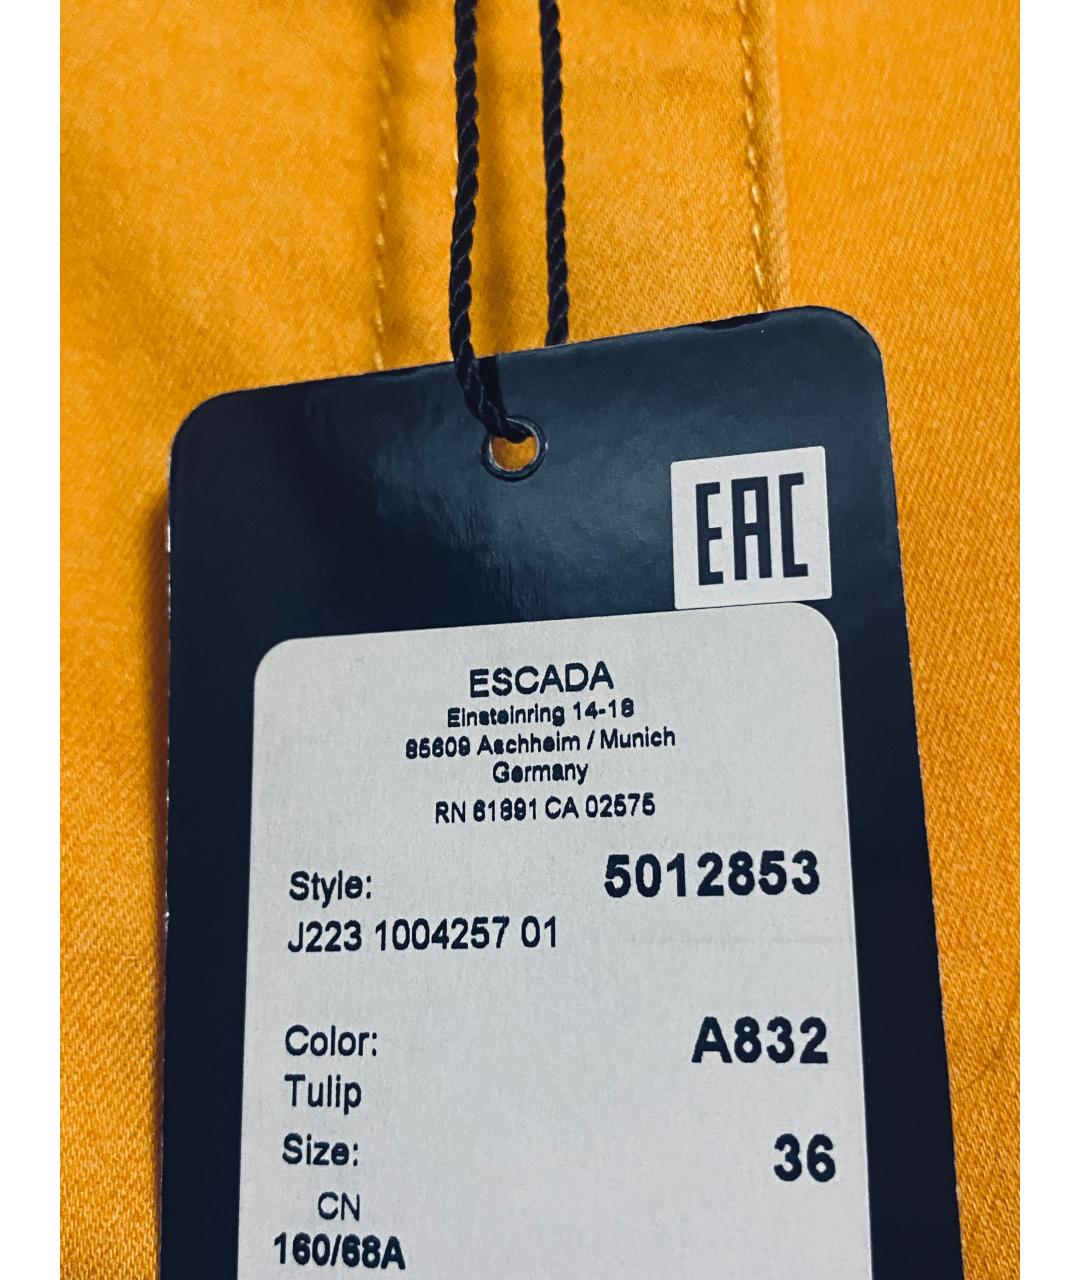 EAC
ESCADA
Einsteinring 14-18
85609 Aschheim / Munich
Germany
RN 61891 CA 02575
Style: 5012853
J223 1004257 01
Color: A832
Tulip
Size: 36
CN
160/68A